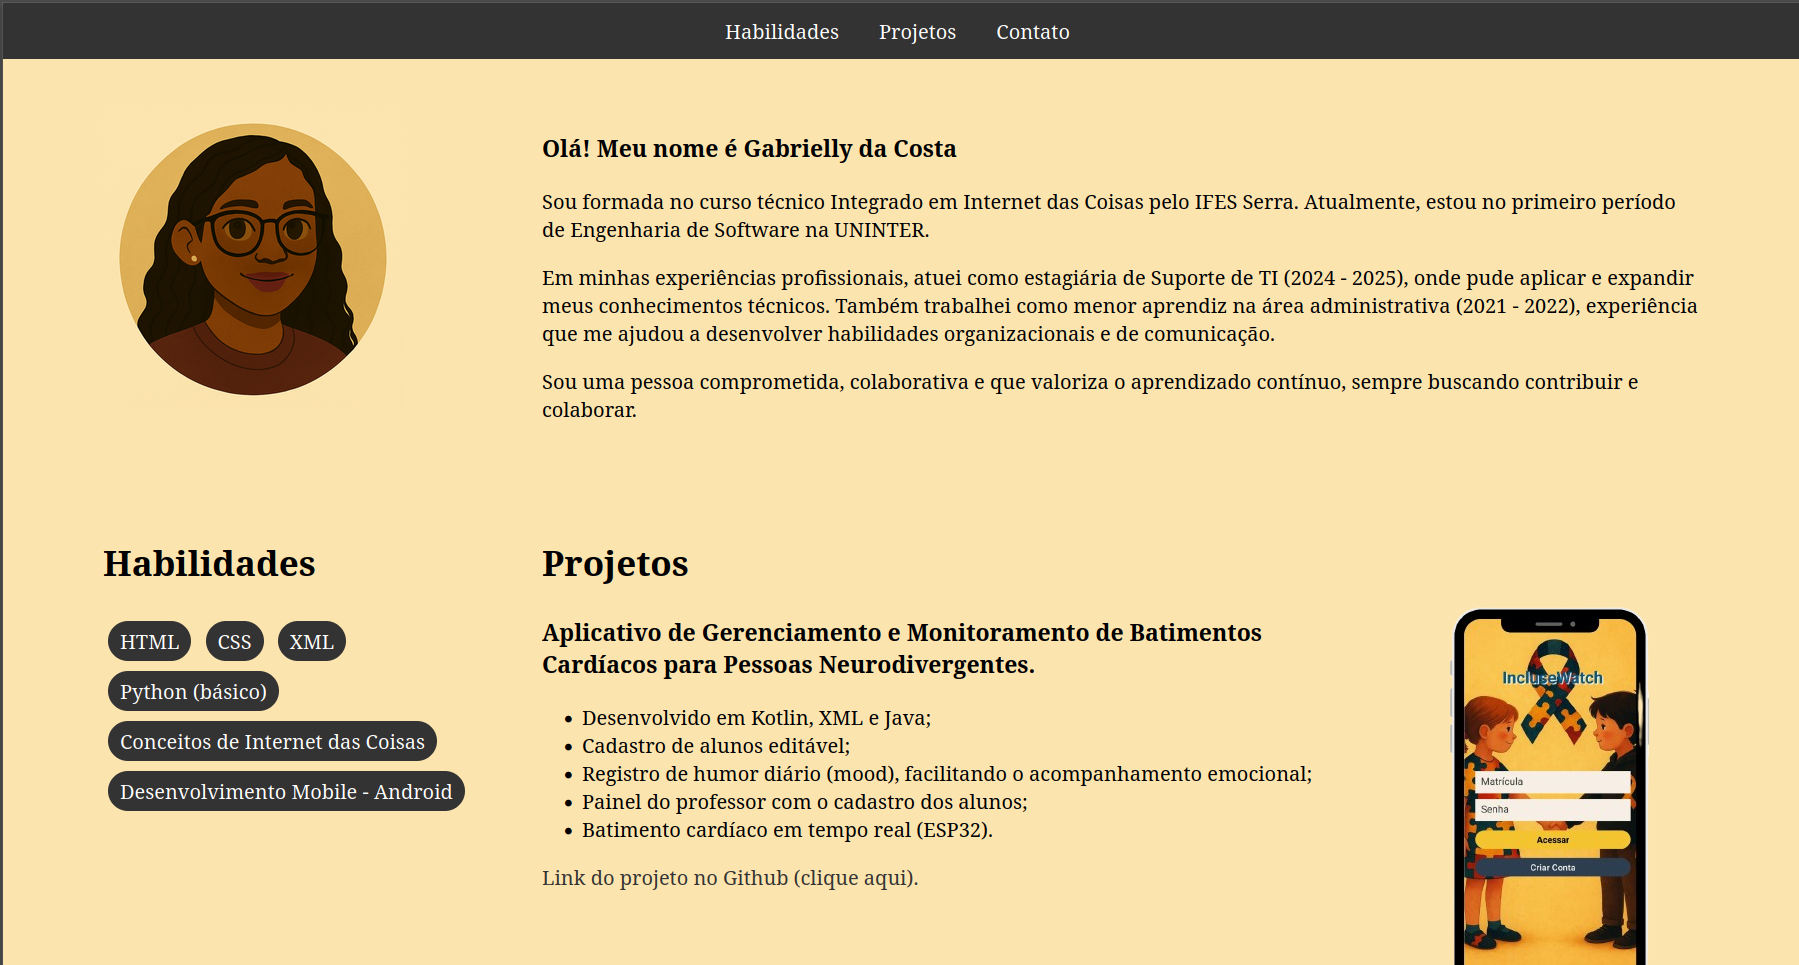 Habilidades Projetos Contato
Olá! Meu nome é Gabrielly da Costa
Sou formada no curso técnico Integrado em Internet das Coisas pelo IFES Serra. Atualmente, estou no primeiro período
de Engenharia de Software na UNINTER.
Em minhas experiências profissionais, atuei como estagiária de Suporte de TI (2024 - 2025), onde pude aplicar e expandir
meus conhecimentos técnicos. Também trabalhei como menor aprendiz na área administrativa (2021 - 2022), experiência
que me ajudou a desenvolver habilidades organizacionais e de comunicação.
Sou uma pessoa comprometida, colaborativa e que valoriza o aprendizado contínuo, sempre buscando contribuir e
colaborar.
Habilidades
HTML CSS XML
Python (básico)
Conceitos de Internet das Coisas
Desenvolvimento Mobile - Android
Projetos
Aplicativo de Gerenciamento e Monitoramento de Batimentos
Cardíacos para Pessoas Neurodivergentes.
• Desenvolvido em Kotlin, XML e Java;
• Cadastro de alunos editável;
• Registro de humor diário (mood), facilitando o acompanhamento emocional;
• Painel do professor com o cadastro dos alunos;
• Batimento cardíaco em tempo real (ESP32).
Link do projeto no Github (clique aqui).
IncluseWatch
Matrícula
Senha
Acessar
Criar Conta